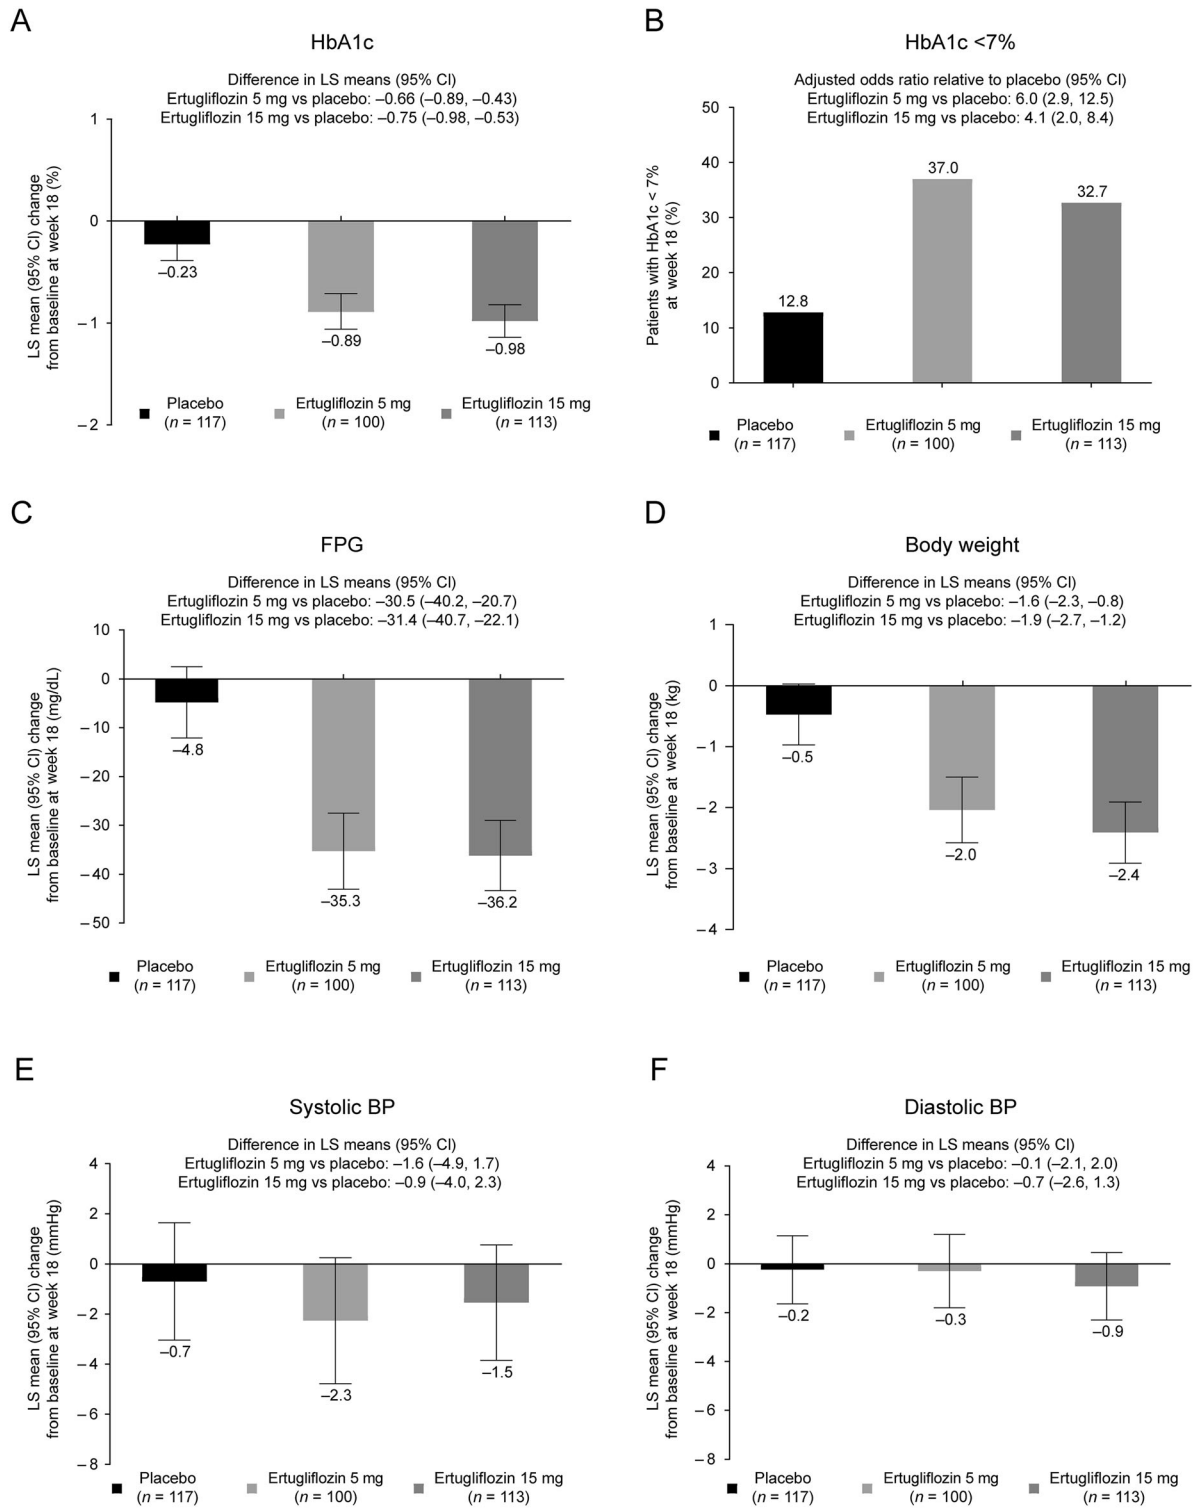 A
HbA1c
Difference in LS means (95% CI)
Ertugliflozin 5 mg vs placebo: –0.66 (–0.89, –0.43)
Ertugliflozin 15 mg vs placebo: –0.75 (–0.98, –0.53)
LS mean (95% CI) change
from baseline at week 18 (%)
1
0
–1
–2
–0.23
–0.89
–0.98
Placebo
(n = 117)
Ertugliflozin 5 mg
(n = 100)
Ertugliflozin 15 mg
(n = 113)
B
HbA1c <7%
Adjusted odds ratio relative to placebo (95% CI)
Ertugliflozin 5 mg vs placebo: 6.0 (2.9, 12.5)
Ertugliflozin 15 mg vs placebo: 4.1 (2.0, 8.4)
Patients with HbA1c < 7%
at week 18 (%)
50
40
30
20
10
0
12.8
37.0
32.7
Placebo
(n = 117)
Ertugliflozin 5 mg
(n = 100)
Ertugliflozin 15 mg
(n = 113)
C
FPG
Difference in LS means (95% CI)
Ertugliflozin 5 mg vs placebo: –30.5 (–40.2, –20.7)
Ertugliflozin 15 mg vs placebo: –31.4 (–40.7, –22.1)
LS mean (95% CI) change
from baseline at week 18 (mg/dL)
10
0
–10
–20
–30
–40
–50
–4.8
–35.3
–36.2
Placebo
(n = 117)
Ertugliflozin 5 mg
(n = 100)
Ertugliflozin 15 mg
(n = 113)
D
Body weight
Difference in LS means (95% CI)
Ertugliflozin 5 mg vs placebo: –1.6 (–2.3, –0.8)
Ertugliflozin 15 mg vs placebo: –1.9 (–2.7, –1.2)
LS mean (95% CI) change
from baseline at week 18 (kg)
1
0
–1
–2
–3
–4
–0.5
–2.0
–2.4
Placebo
(n = 117)
Ertugliflozin 5 mg
(n = 100)
Ertugliflozin 15 mg
(n = 113)
E
Systolic BP
Difference in LS means (95% CI)
Ertugliflozin 5 mg vs placebo: –1.6 (–4.9, 1.7)
Ertugliflozin 15 mg vs placebo: –0.9 (–4.0, 2.3)
LS mean (95% CI) change
from baseline at week 18 (mmHg)
4
2
0
–2
–4
–6
–8
–0.7
–2.3
–1.5
Placebo
(n = 117)
Ertugliflozin 5 mg
(n = 100)
Ertugliflozin 15 mg
(n = 113)
F
Diastolic BP
Difference in LS means (95% CI)
Ertugliflozin 5 mg vs placebo: –0.1 (–2.1, 2.0)
Ertugliflozin 15 mg vs placebo: –0.7 (–2.6, 1.3)
LS mean (95% CI) change
from baseline at week 18 (mmHg)
4
2
0
–2
–4
–6
–8
–0.2
–0.3
–0.9
Placebo
(n = 117)
Ertugliflozin 5 mg
(n = 100)
Ertugliflozin 15 mg
(n = 113)